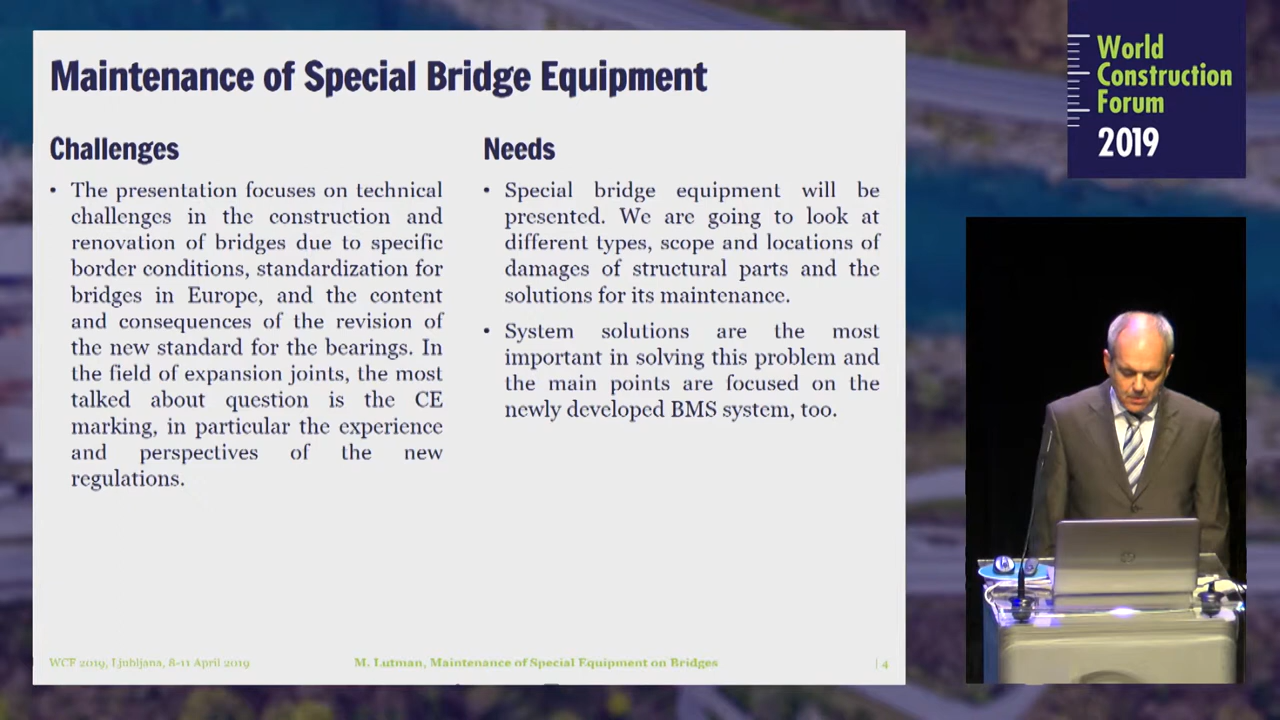 Maintenance of Special Bridge Equipment
Challenges
• The presentation focuses on technical
challenges in the construction and
renovation of bridges due to specific
border conditions, standardization for
bridges in Europe, and the content
and consequences of the revision of
the new standard for the bearings. In
the field of expansion joints, the most
talked about question is the CE
marking, in particular the experience
and perspectives of the new
regulations.
Needs
• Special bridge equipment will be
presented. We are going to look at
different types, scope and locations of
damages of structural parts and the
solutions for its maintenance.
• System solutions are the most
important in solving this problem and
the main points are focused on the
newly developed BMS system, too.
WCF 2019, Ljubljana, 8-11 April 2019
M. Lutman, Maintenance of Special Equipment on Bridges
| 4
World
Construction
Forum
2019